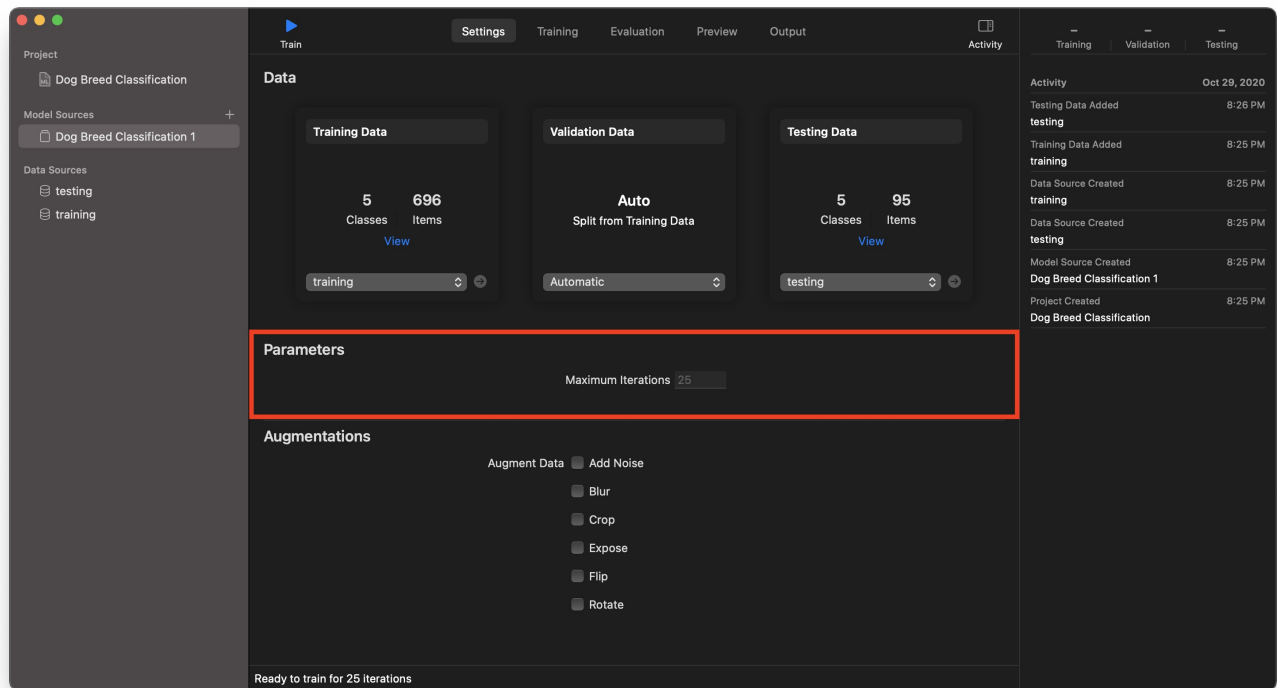 Project
Dog Breed Classification
Model Sources
Dog Breed Classification 1
Data Sources
testing
training
Train
Settings Training Evaluation Preview Output
Activity
Data
Training Data
5 696
Classes Items
View
training
Validation Data
Auto
Split from Training Data
Automatic
Testing Data
5 95
Classes Items
View
testing
Parameters
Maximum Iterations 25
Augmentations
Augment Data Add Noise
Blur
Crop
Expose
Flip
Rotate
Ready to train for 25 iterations
– – –
Training Validation Testing
Activity Oct 29, 2020
Testing Data Added 8:26 PM
testing
Training Data Added 8:25 PM
training
Data Source Created 8:25 PM
training
Data Source Created 8:25 PM
testing
Model Source Created 8:25 PM
Dog Breed Classification 1
Project Created 8:25 PM
Dog Breed Classification